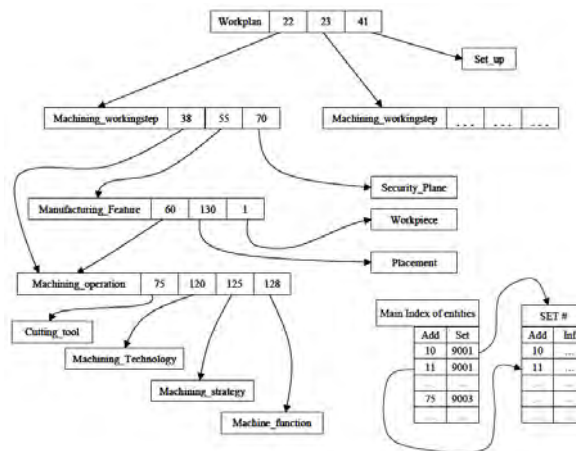 Workplan 22 23 41
Set_up
Machining_workingstep 38 55 70
Machining_workingstep ... ... ...
Security_Plane
Manufacturing_Feature 60 130 1
Workpiece
Placement
Machining_operation 75 120 125 128
Cutting_tool
Machining_Technology
Machining_strategy
Machine_function
Main Index of entities
Add Set
10 9001
11 9001
... ...
75 9003
... ...
SET #
Add Inf
10 ...
11 ...
... ...
... ...
... ...